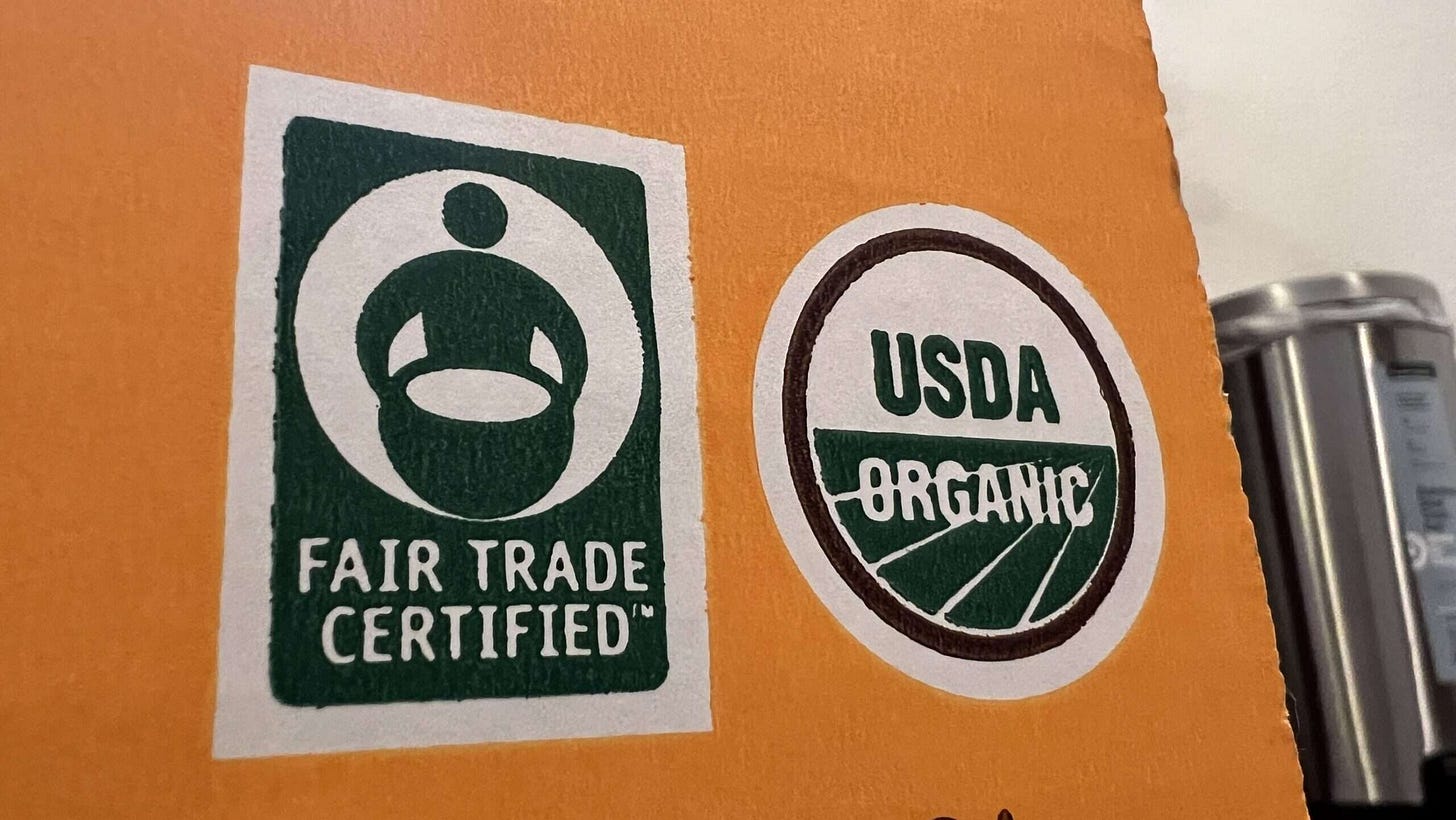 FAIR TRADE
CERTIFIED™
USDA
ORGANIC